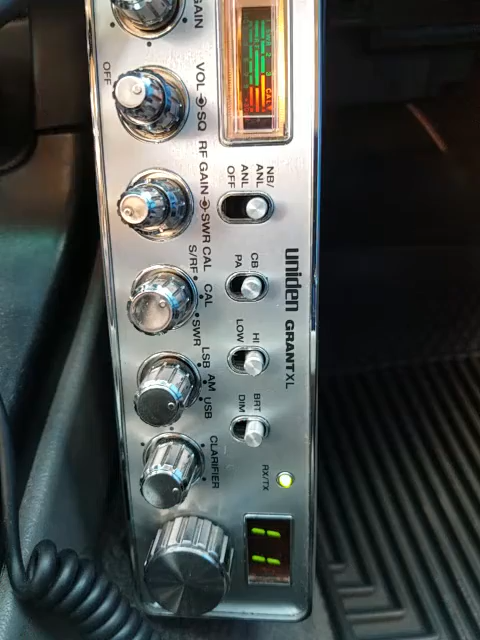 GAIN
OFF
VOL
SQ
RF GAIN
SWR CAL
S/RF
CAL
SWR
LSB
AM
USB
CLARIFIER
CAL
NB/
ANL
ANL
OFF
CB
PA
HI
LOW
BRT
DIM
RX/TX
uniden GRANT XL
11